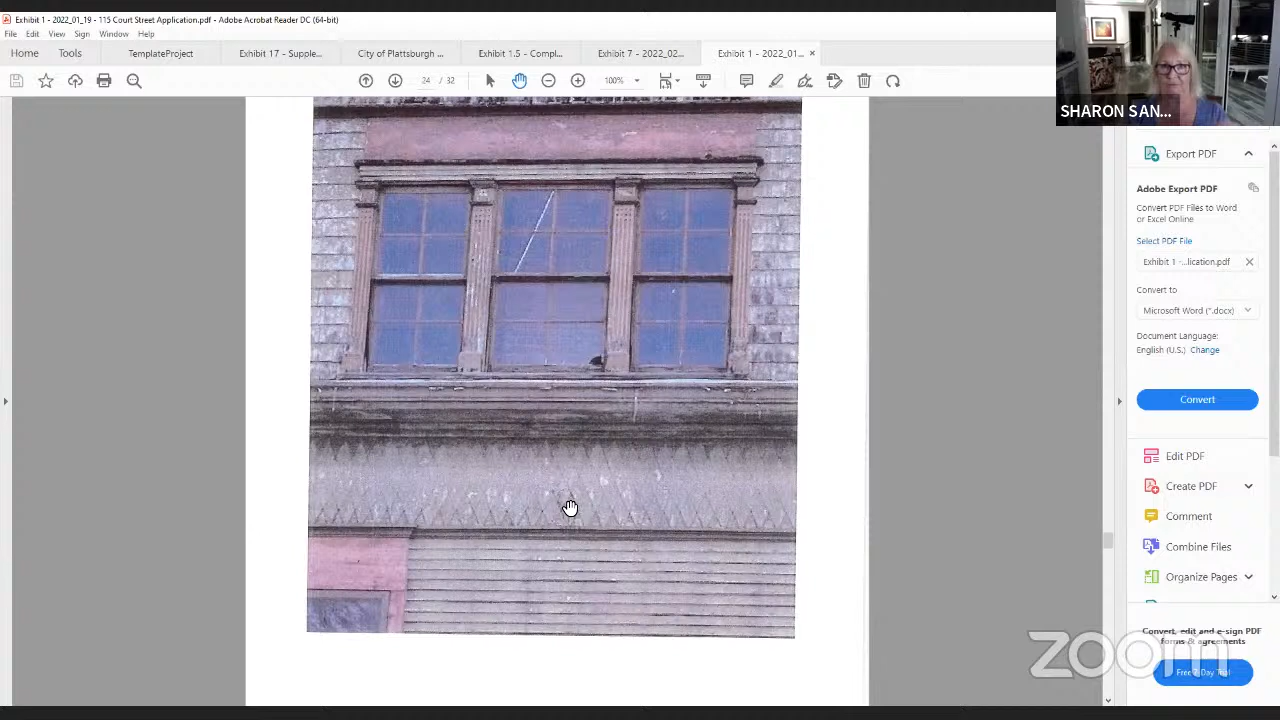 Exhibit 1 - 2022_01_19 - 115 Court Street Application.pdf - Adobe Acrobat Reader DC (64-bit)
File Edit View Sign Window Help
Home Tools TemplateProject Exhibit 17 - Supple... City of Plattsburgh ... Exhibit 1.5 - Compl... Exhibit 7 - 2022_02... Exhibit 1 - 2022_01...
24 / 32 100%
SHARON SAN...
Export PDF
Adobe Export PDF
Convert PDF Files to Word
or Excel Online
Select PDF File
Exhibit 1 -...lication.pdf
Convert to
Microsoft Word (*.docx)
Document Language:
English (U.S.) Change
Convert
Edit PDF
Create PDF
Comment
Combine Files
Organize Pages
Convert, edit and e-sign PDF
forms & agreements
Free 7-Day Trial
zoom